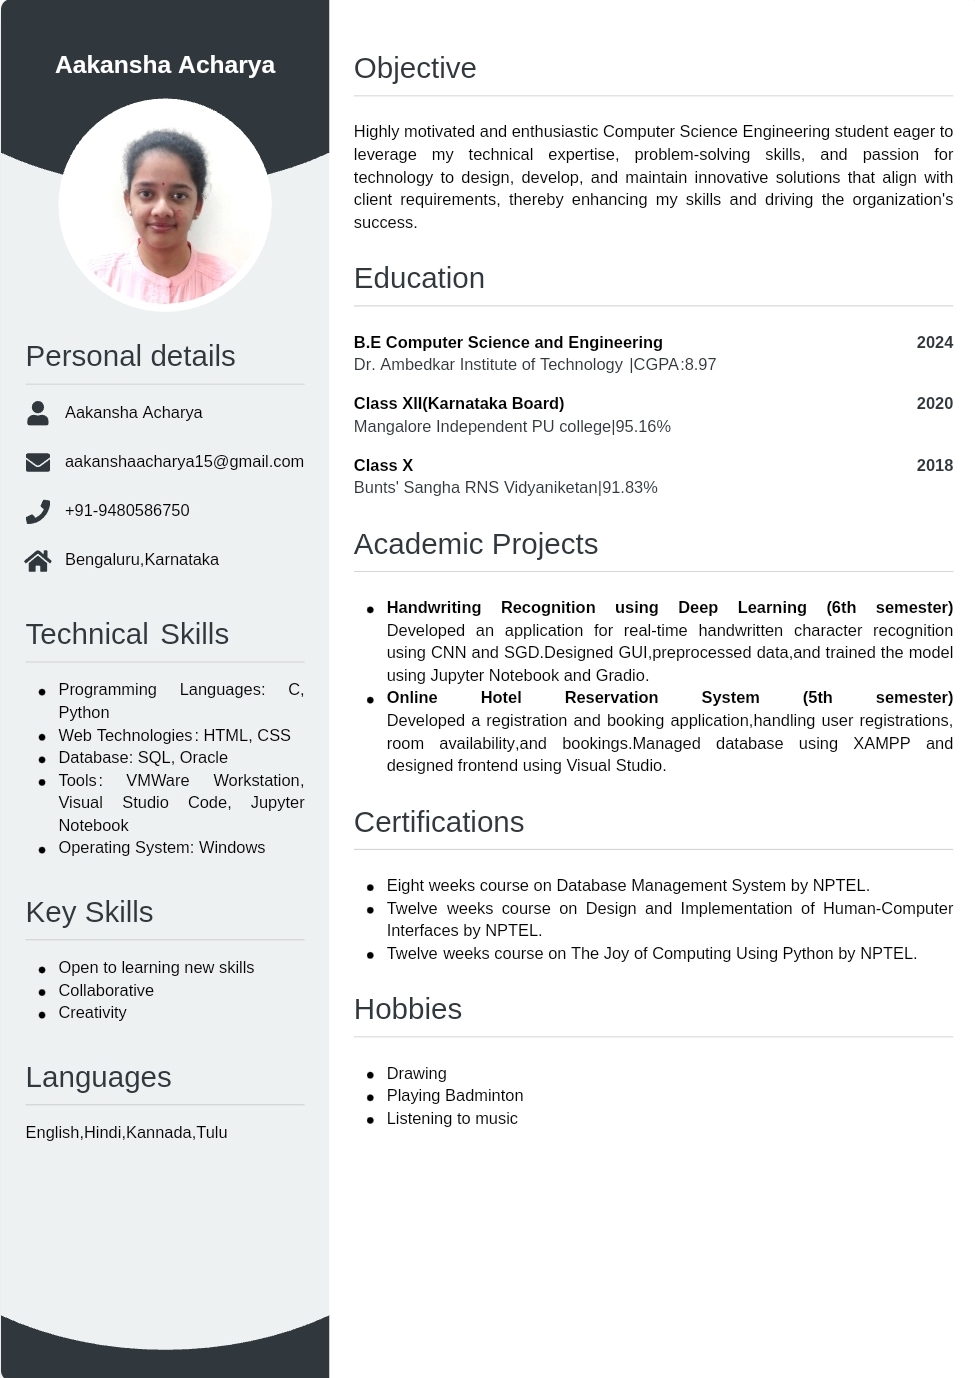 Aakansha Acharya
Personal details
Aakansha Acharya
aakanshaacharya15@gmail.com
+91-9480586750
Bengaluru,Karnataka
Technical Skills
Programming Languages: C,
Python
Web Technologies: HTML, CSS
Database: SQL, Oracle
Tools: VMWare Workstation,
Visual Studio Code, Jupyter
Notebook
Operating System: Windows
Key Skills
Open to learning new skills
Collaborative
Creativity
Languages
English,Hindi,Kannada,Tulu
Objective
Highly motivated and enthusiastic Computer Science Engineering student eager to
leverage my technical expertise, problem-solving skills, and passion for
technology to design, develop, and maintain innovative solutions that align with
client requirements, thereby enhancing my skills and driving the organization's
success.
Education
B.E Computer Science and Engineering 2024
Dr. Ambedkar Institute of Technology |CGPA:8.97
Class XII(Karnataka Board) 2020
Mangalore Independent PU college|95.16%
Class X 2018
Bunts' Sangha RNS Vidyaniketan|91.83%
Academic Projects
Handwriting Recognition using Deep Learning (6th semester)
Developed an application for real-time handwritten character recognition
using CNN and SGD.Designed GUI,preprocessed data,and trained the model
using Jupyter Notebook and Gradio.
Online Hotel Reservation System (5th semester)
Developed a registration and booking application,handling user registrations,
room availability,and bookings.Managed database using XAMPP and
designed frontend using Visual Studio.
Certifications
Eight weeks course on Database Management System by NPTEL.
Twelve weeks course on Design and Implementation of Human-Computer
Interfaces by NPTEL.
Twelve weeks course on The Joy of Computing Using Python by NPTEL.
Hobbies
Drawing
Playing Badminton
Listening to music